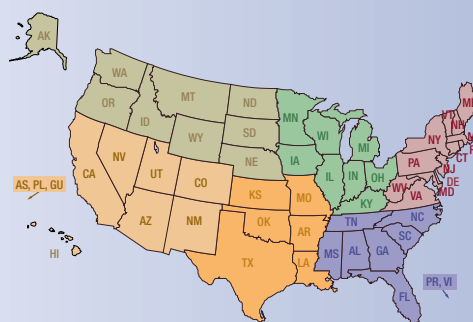 AK
WA
MT
ND
OR
ID
SD
WY
NE
MN
WI
MI
IA
IL
IN
OH
KY
VT
NH
NY
PA
CT
NJ
DE
MD
WV
VA
CA
NV
UT
CO
AZ
NM
AS, PL, GU
HI
KS
MO
OK
AR
TX
LA
TN
NC
SC
MS
AL
GA
FL
PR, VI